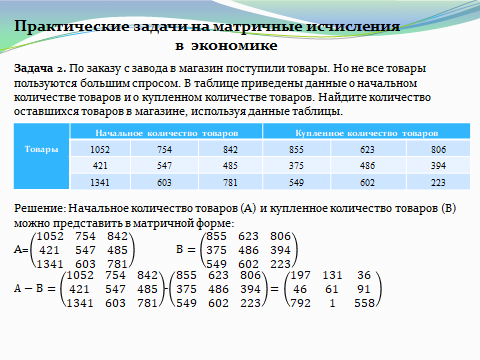 Практические задачи на матричные исчисления
в экономике
Задача 2. По заказу с завода в магазин поступили товары. Но не все товары
пользуются большим спросом. В таблице приведены данные о начальном
количестве товаров и о купленном количестве товаров. Найдите количество
оставшихся товаров в магазине, используя данные таблицы.
Товары Начальное количество товаров Купленное количество товаров
1052 754 842 855 623 806
421 547 485 375 486 394
1341 603 781 549 602 223
Решение: Начальное количество товаров (А) и купленное количество товаров (В)
можно представить в матричной форме:
A=(1052 754 842 B = (855 623 806
421 547 485 375 486 394
1341 603 781) 549 602 223)
A − B = (1052 754 842 (855 623 806 (197 131 36
421 547 485 - 375 486 394 = 46 61 91
1341 603 781) 549 602 223) 792 1 558)